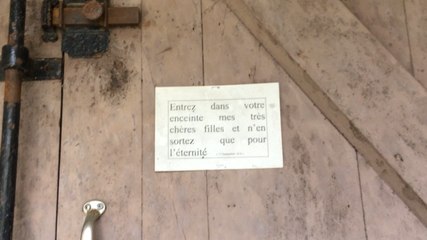 Entrez dans votre
enceinte mes très
chères filles et n'en
sortez que pour
l'éternité